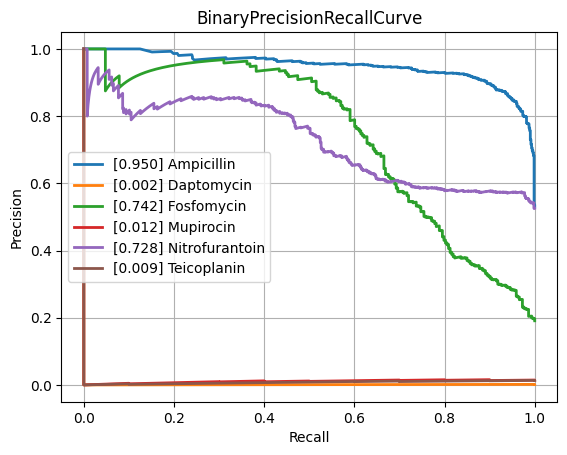 BinaryPrecisionRecallCurve
Precision
1.0
0.8
0.6
0.4
0.2
0.0
[0.950] Ampicillin
[0.002] Daptomycin
[0.742] Fosfomycin
[0.012] Mupirocin
[0.728] Nitrofurantoin
[0.009] Teicoplanin
0.0 0.2 0.4 0.6 0.8 1.0
Recall